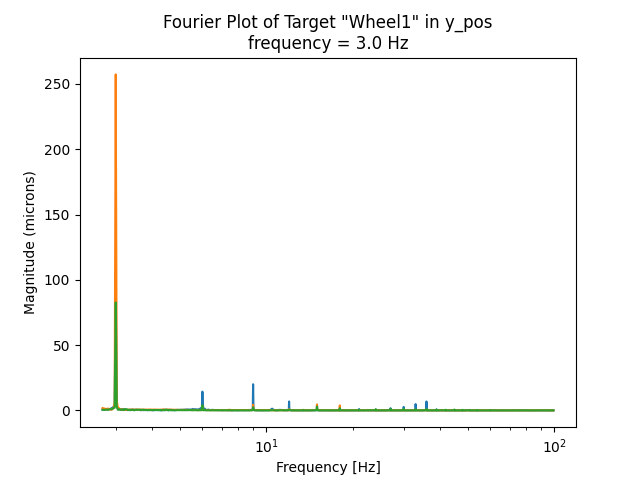 Fourier Plot of Target "Wheel1" in y_pos
frequency = 3.0 Hz
250
200
150
100
50
0
Magnitude (microns)
10¹
10²
Frequency [Hz]